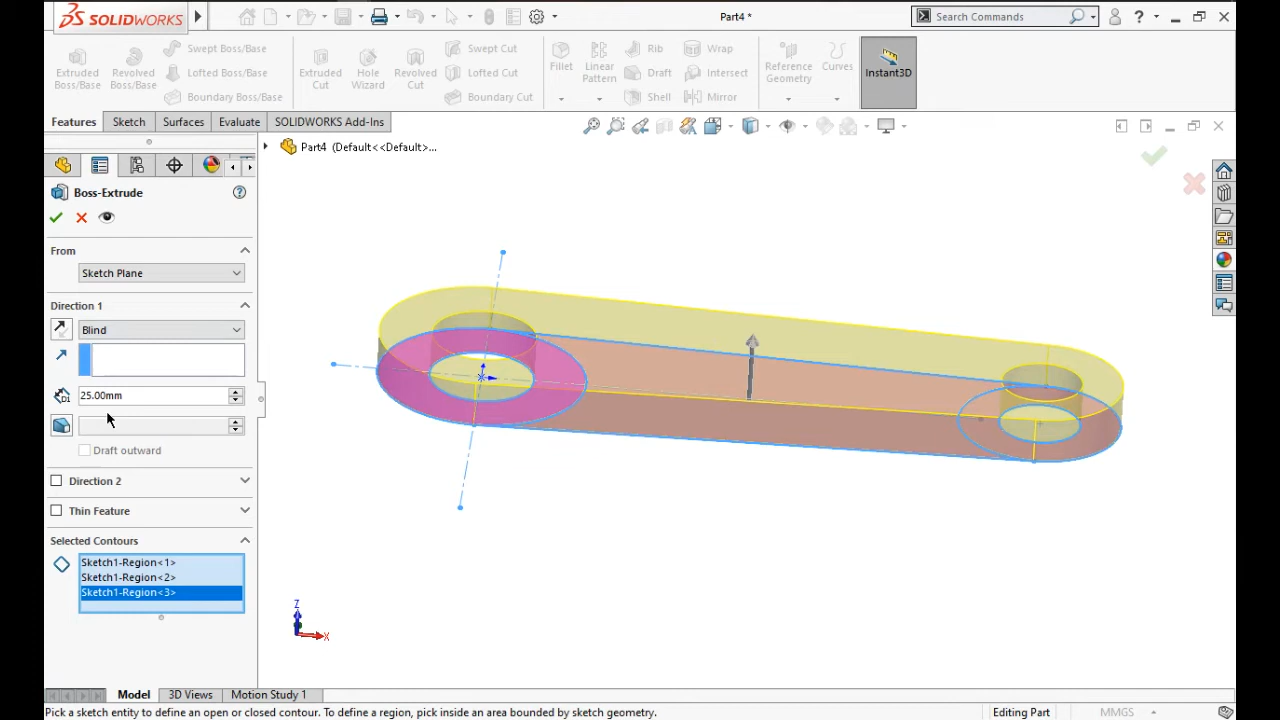 SOLIDWORKS
Part4 *
Search Commands
?
Extruded Boss/Base
Revolved Boss/Base
Swept Boss/Base
Lofted Boss/Base
Boundary Boss/Base
Extruded Cut
Hole Wizard
Revolved Cut
Swept Cut
Lofted Cut
Boundary Cut
Fillet
Linear Pattern
Rib
Draft
Shell
Wrap
Intersect
Mirror
Reference Geometry
Curves
Instant3D
Features
Sketch
Surfaces
Evaluate
SOLIDWORKS Add-Ins
Part4 (Default<<Default>...
Boss-Extrude
From
Sketch Plane
Direction 1
Blind
25.00mm
Draft outward
Direction 2
Thin Feature
Selected Contours
Sketch1-Region<1>
Sketch1-Region<2>
Sketch1-Region<3>
Z
X
Model
3D Views
Motion Study 1
Pick a sketch entity to define an open or closed contour. To define a region, pick inside an area bounded by sketch geometry.
Editing Part
MMGS